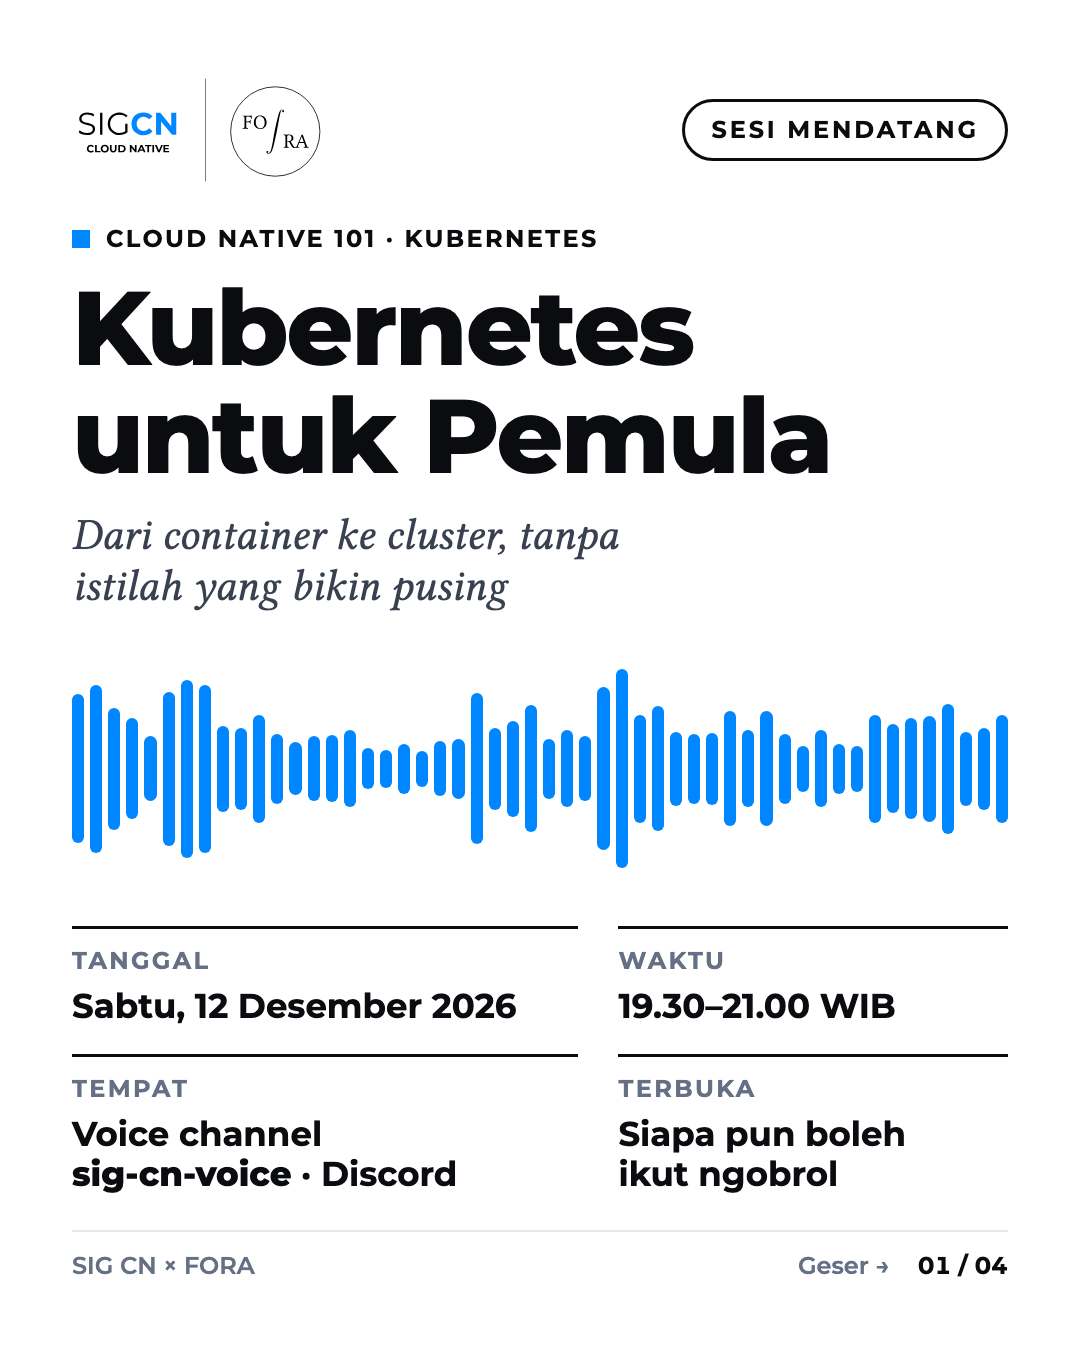 SIGCN
CLOUD NATIVE
FO
RA
SESI MENDATANG
CLOUD NATIVE 101 · KUBERNETES
Kubernetes
untuk Pemula
Dari container ke cluster, tanpa
istilah yang bikin pusing
TANGGAL
Sabtu, 12 Desember 2026
WAKTU
19.30–21.00 WIB
TEMPAT
Voice channel
sig-cn-voice · Discord
TERBUKA
Siapa pun boleh
ikut ngobrol
SIG CN × FORA
Geser → 01 / 04